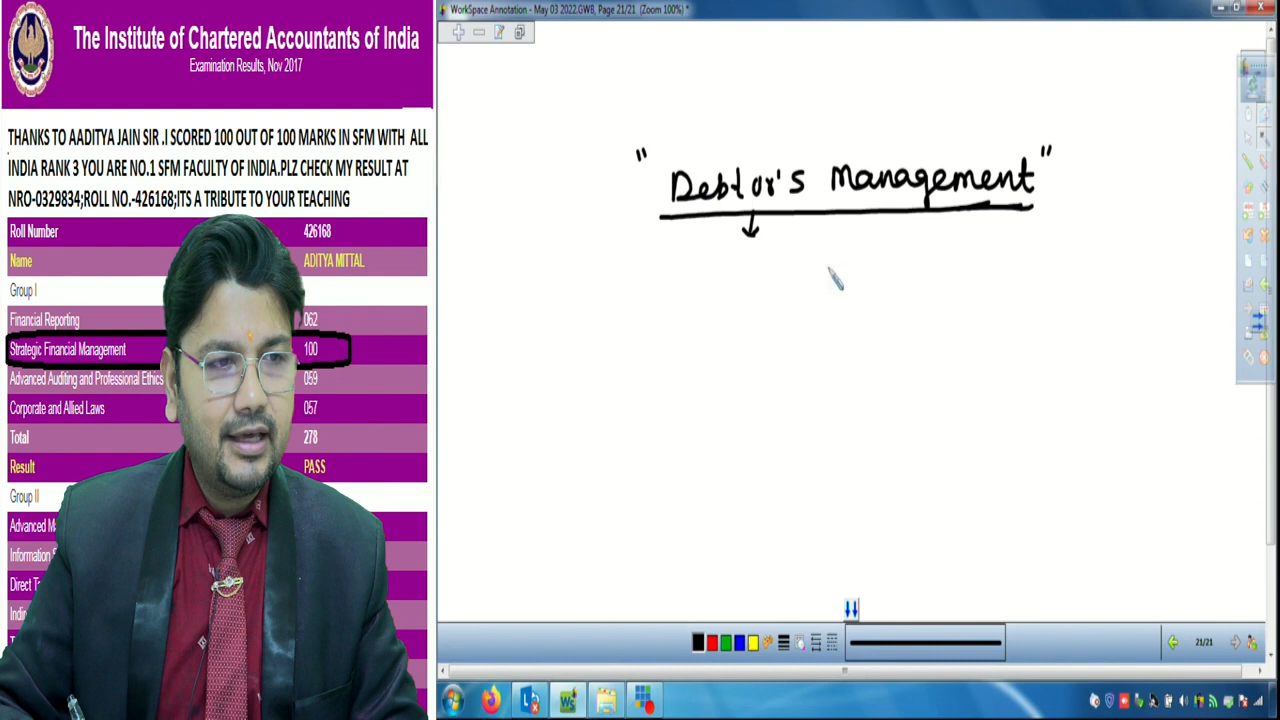 The Institute of Chartered Accountants of India
Examination Results, Nov 2017
THANKS TO AADITYA JAIN SIR .I SCORED 100 OUT OF 100 MARKS IN SFM WITH ALL
INDIA RANK 3 YOU ARE NO.1 SFM FACULTY OF INDIA.PLZ CHECK MY RESULT AT
NRO-0329834;ROLL NO.-426168;ITS A TRIBUTE TO YOUR TEACHING
Roll Number 426168
Name ADITYA MITTAL
Group I
Financial Reporting 062
Strategic Financial Management 100
Advanced Auditing and Professional Ethics 059
Corporate and Allied Laws 057
Total 278
Result PASS
Group II
Advanced M
Information
Direct T
Indir
WorkSpace Annotation - May 03 2022.GWB, Page 21/21 (Zoom 100%) *
"Debtor's Management"
21/21